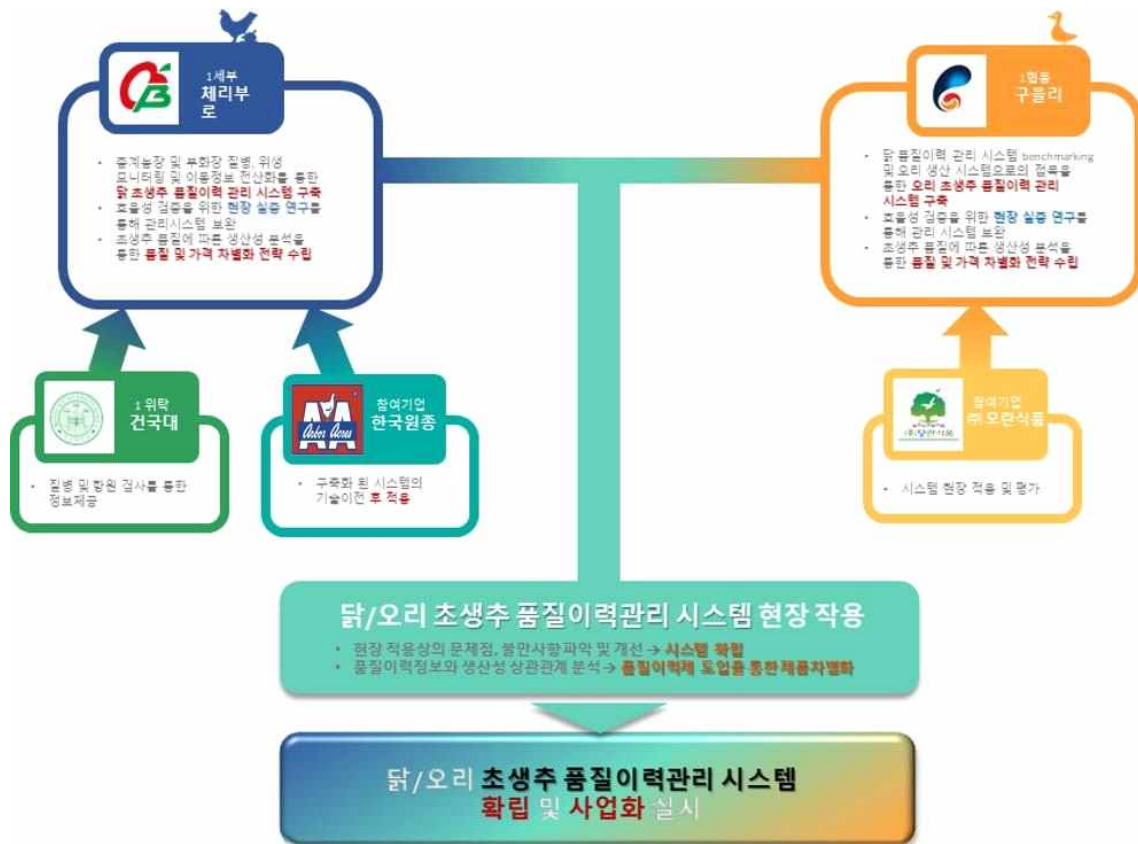 1세부
체리부
로
• 종계농장 및 부화장 질병, 위생
모니터링 및 이동정보 전산화를 통한
닭 초생추 품질이력 관리 시스템 구축
• 효율성 검증을 위한 현장 실증 연구를
통해 관리시스템 보완
• 초생추 품질에 따른 생산성 분석을
통한 품질 및 가격 차별화 전략 수립
1협동
구믈리
• 닭 품질이력 관리 시스템 benchmarking
및 오리 생산 시스템으로의 접목을
통한 오리 초생추 품질이력 관리
시스템 구축
• 효율성 검증을 위한 현장 실증 연구를
통해 관리 시스템 보완
• 초생추 품질에 따른 생산성 분석을
통한 품질 및 가격 차별화 전략 수립
1 위탁
건국대
• 질병 및 항원 검사를 통한
정보제공
Arbor Acres
참여기업
한국원종
• 구축화 된 시스템의
기술이전 후 적용
(주)모란식품
참여기업
㈜모란식품
• 시스템 현장 적용 및 평가
닭/오리 초생추 품질이력관리 시스템 현장 작용
• 현장 적용상의 문제점, 불만사항파악 및 개선 → 시스템 확립
• 품질이력정보와 생산성 상관관계 분석 → 품질이력제 도입을 통한 제품차별화
닭/오리 초생추 품질이력관리 시스템
확립 및 사업화 실시